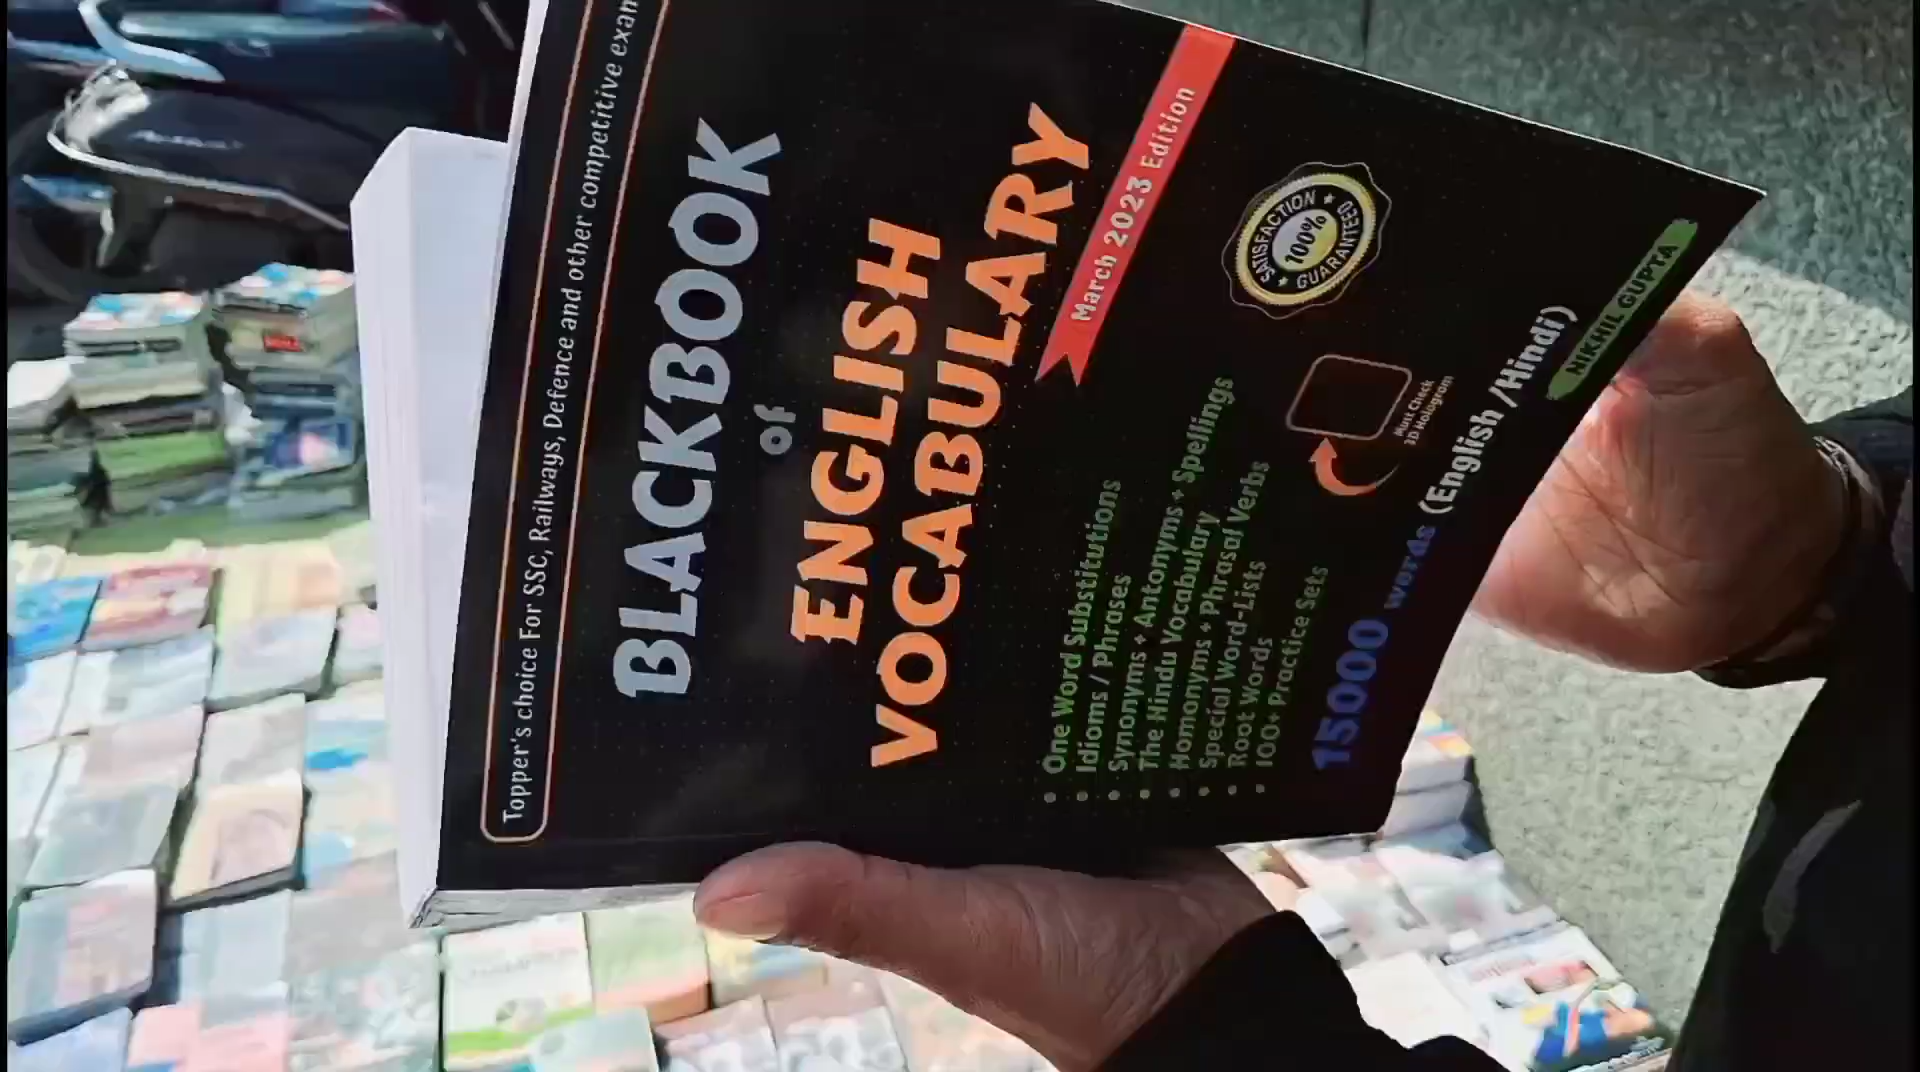 Topper's choice For SSC, Railways, Defence and other competitive exam
BLACKBOOK
of
ENGLISH
VOCABULARY
March 2023 Edition
• One Word Substitutions
• Idioms / Phrases
• Synonyms + Antonyms + Spellings
• The Hindu Vocabulary
• Homonyms + Phrasal Verbs
• Special Word-Lists
• Root Words
• 100+ Practice Sets
SATISFACTION
100%
GUARANTEED
Must Check
3D Hologram
15000 words (English /Hindi)
NIKHIL GUPTA